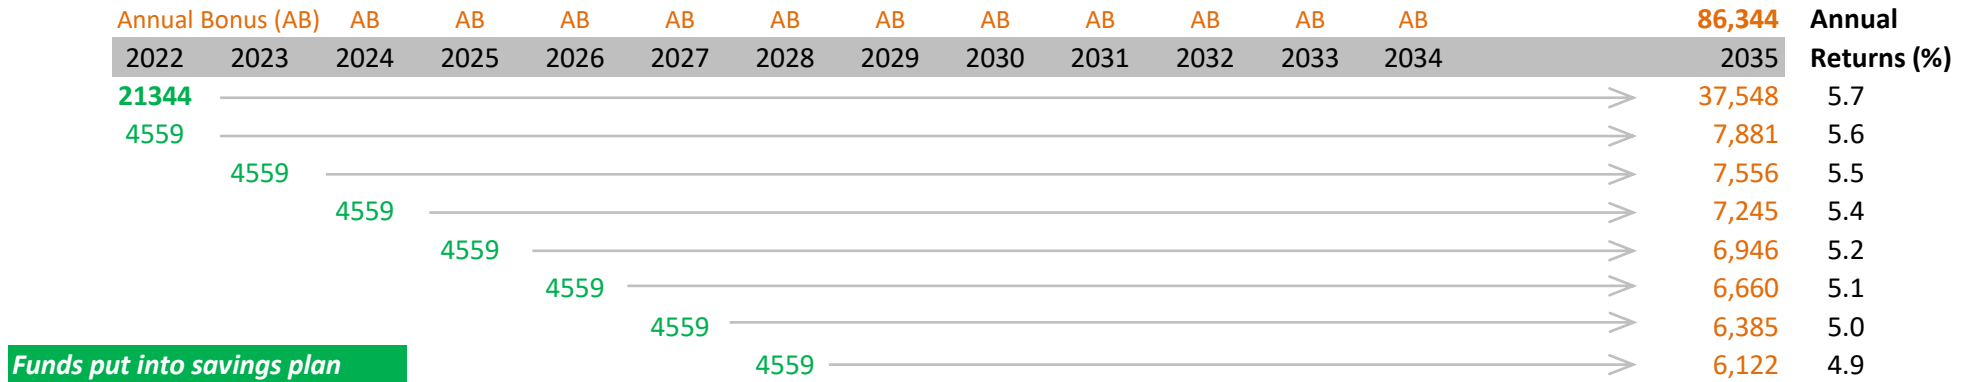 Annual Bonus (AB) AB AB AB AB AB AB AB AB AB AB AB 86,344 Annual
2022 2023 2024 2025 2026 2027 2028 2029 2030 2031 2032 2033 2034 2035 Returns (%)
21344 37,548 5.7
4559 7,881 5.6
4559 7,556 5.5
4559 7,245 5.4
4559 6,946 5.2
4559 6,660 5.1
4559 6,385 5.0
Funds put into savings plan 4559 6,122 4.9